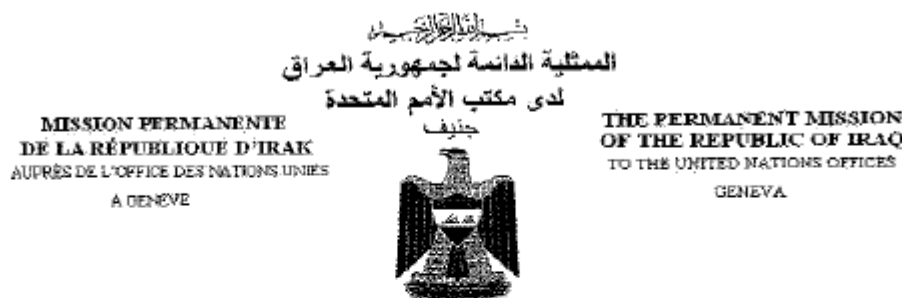 بسم الله الرحمن الرحيم
الممثلية الدائمة لجمهورية العراق
لدى مكتب الأمم المتحدة
جنيف
MISSION PERMANENTE
DE LA RÉPUBLIQUE D'IRAK
AUPRÈS DE L'OFFICE DES NATIONS UNIES
A GENEVE
THE PERMANENT MISSION
OF THE REPUBLIC OF IRAQ
TO THE UNITED NATIONS OFFICES
GENEVA